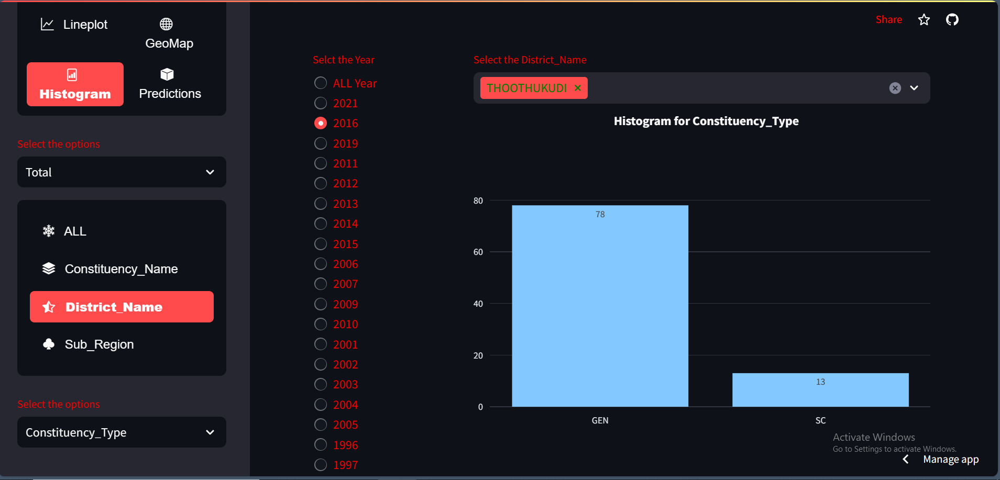 Lineplot
GeoMap
Histogram
Predictions
Select the options
Total
ALL
Constituency_Name
District_Name
Sub_Region
Select the options
Constituency_Type
Share
Selct the Year
ALL Year
2021
2016
2019
2011
2012
2013
2014
2015
2006
2007
2009
2010
2001
2002
2003
2004
2005
1996
1997
Select the District_Name
THOOTHUKUDI ×
Histogram for Constituency_Type
80
60
40
20
0
78
13
GEN
SC
Activate Windows
Go to Settings to activate Windows.
Manage app